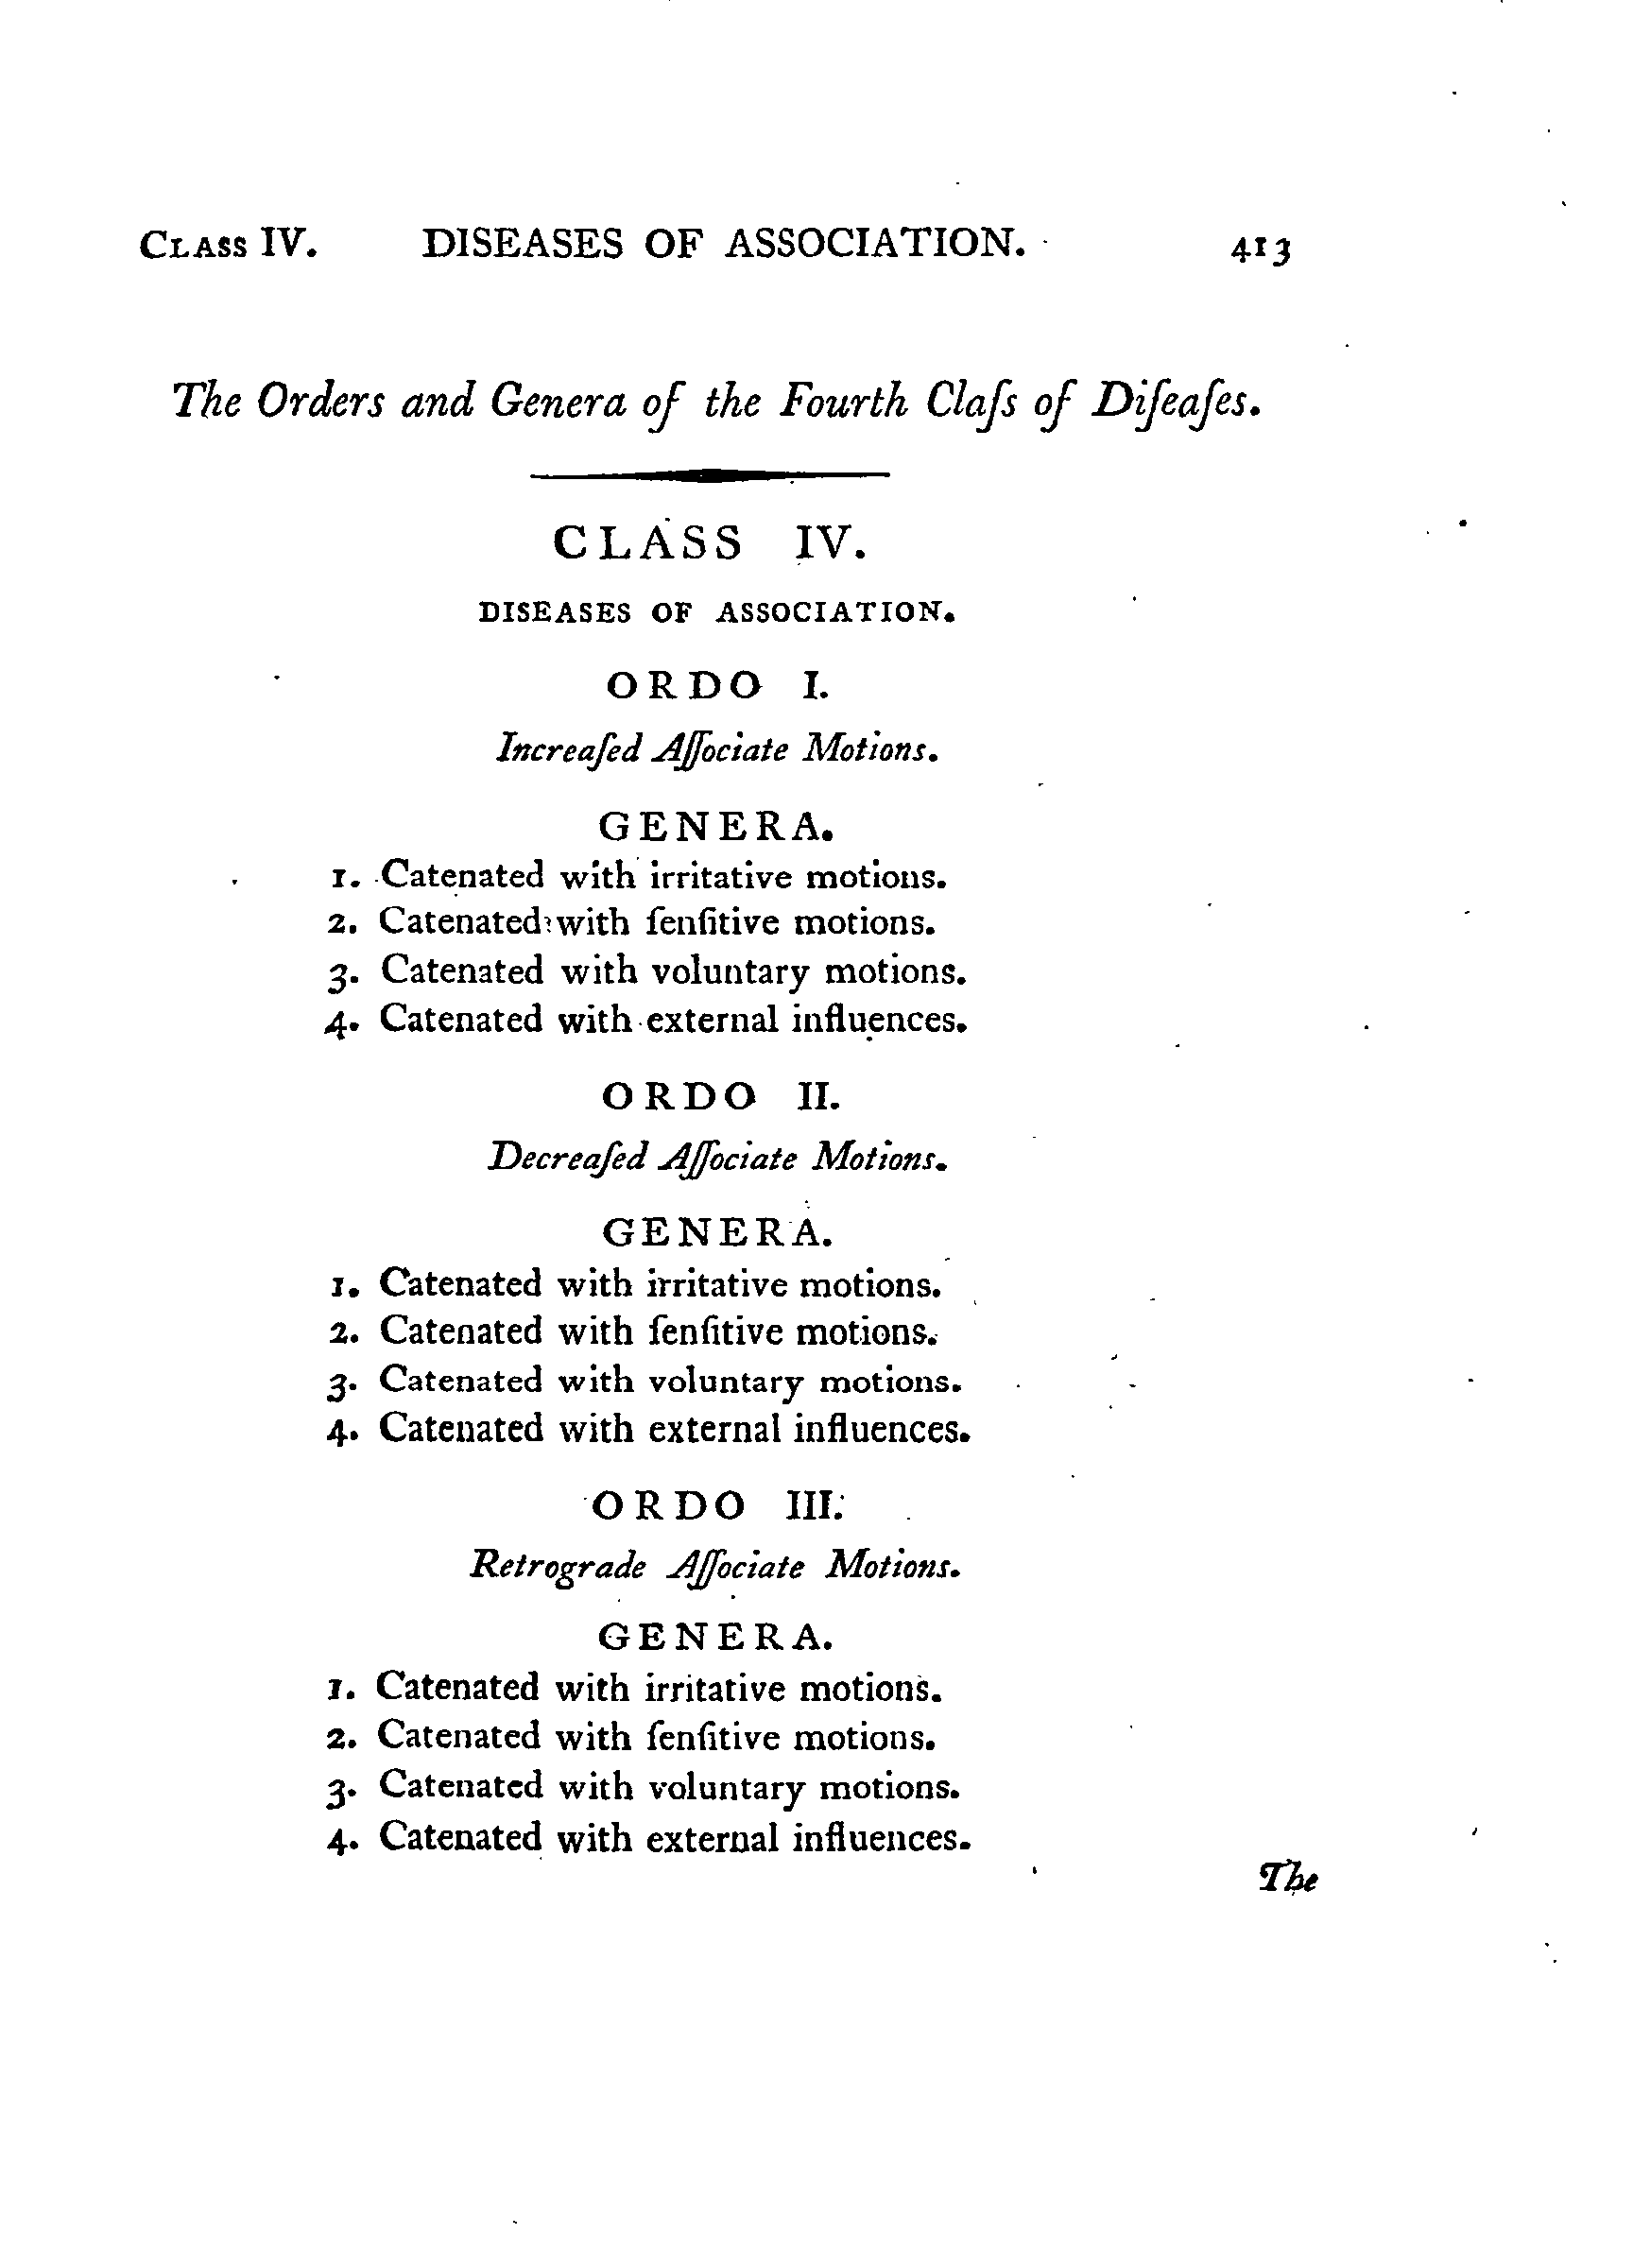 CLASS IV. DISEASES OF ASSOCIATION. 413
The Orders and Genera of the Fourth Claſs of Diſeaſes.
CLASS IV.
DISEASES OF ASSOCIATION.
ORDO I.
Increaſed Aſſociate Motions.
GENERA.
1. Catenated with irritative motions.
2. Catenated with ſenſitive motions.
3. Catenated with voluntary motions.
4. Catenated with external influences.
ORDO II.
Decreaſed Aſſociate Motions.
GENERA.
1. Catenated with irritative motions.
2. Catenated with ſenſitive motions.
3. Catenated with voluntary motions.
4. Catenated with external influences.
ORDO III.
Retrograde Aſſociate Motions.
GENERA.
1. Catenated with irritative motions.
2. Catenated with ſenſitive motions.
3. Catenated with voluntary motions.
4. Catenated with external influences.
The